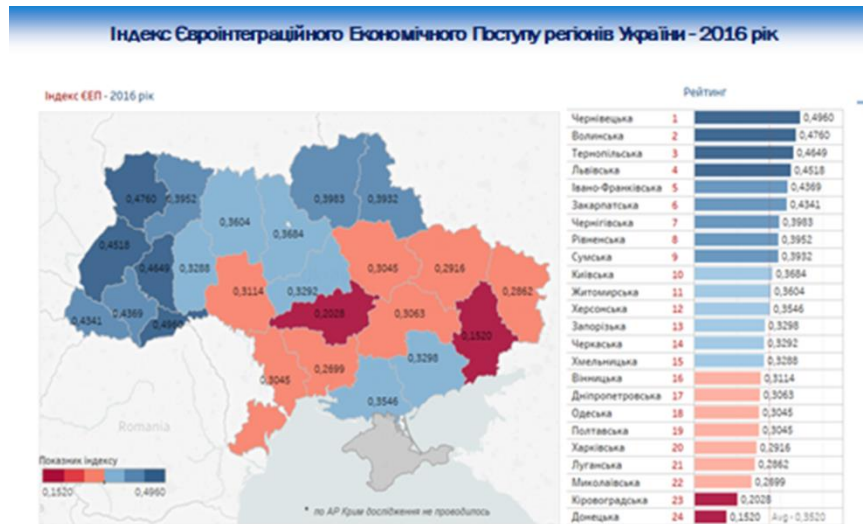 Індекс Євроінтеграційного Економічного Поступу регіонів України - 2016 рік
Індекс ЄЕП - 2016 рік
0,4760
0,3952
0,3604
0,3684
0,3983
0,3932
0,4518
0,4649
0,3288
0,3292
0,3114
0,3045
0,2916
0,2862
0,4341
0,4369
0,4960
0,2028
0,3063
0,1520
0,3045
0,2699
0,3298
0,3546
Romania
Показник індексу
0,1520 0,4960
* по АР Крим дослідження не проводилось
Рейтинг
Чернівецька 1 0,4960
Волинська 2 0,4760
Тернопільська 3 0,4649
Львівська 4 0,4518
Івано-Франківська 5 0,4369
Закарпатська 6 0,4341
Чернігівська 7 0,3983
Рівненська 8 0,3952
Сумська 9 0,3932
Київська 10 0,3684
Житомирська 11 0,3604
Херсонська 12 0,3546
Запорізька 13 0,3298
Черкаська 14 0,3292
Хмельницька 15 0,3288
Вінницька 16 0,3114
Дніпропетровська 17 0,3063
Одеська 18 0,3045
Полтавська 19 0,3045
Харківська 20 0,2916
Луганська 21 0,2862
Миколаївська 22 0,2699
Кіровоградська 23 0,2028
Донецька 24 0,1520 Avg - 0,3520